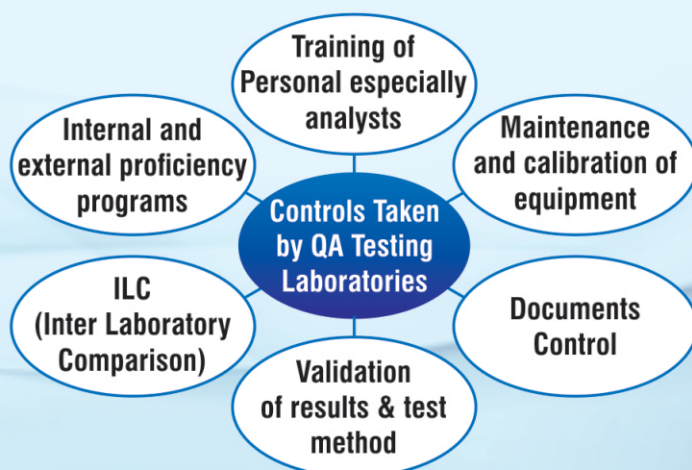 Training of
Personal especially
analysts
Internal and
external proficiency
programs
Maintenance
and calibration of
equipment
Controls Taken
by QA Testing
Laboratories
ILC
(Inter Laboratory
Comparison)
Documents
Control
Validation
of results & test
method